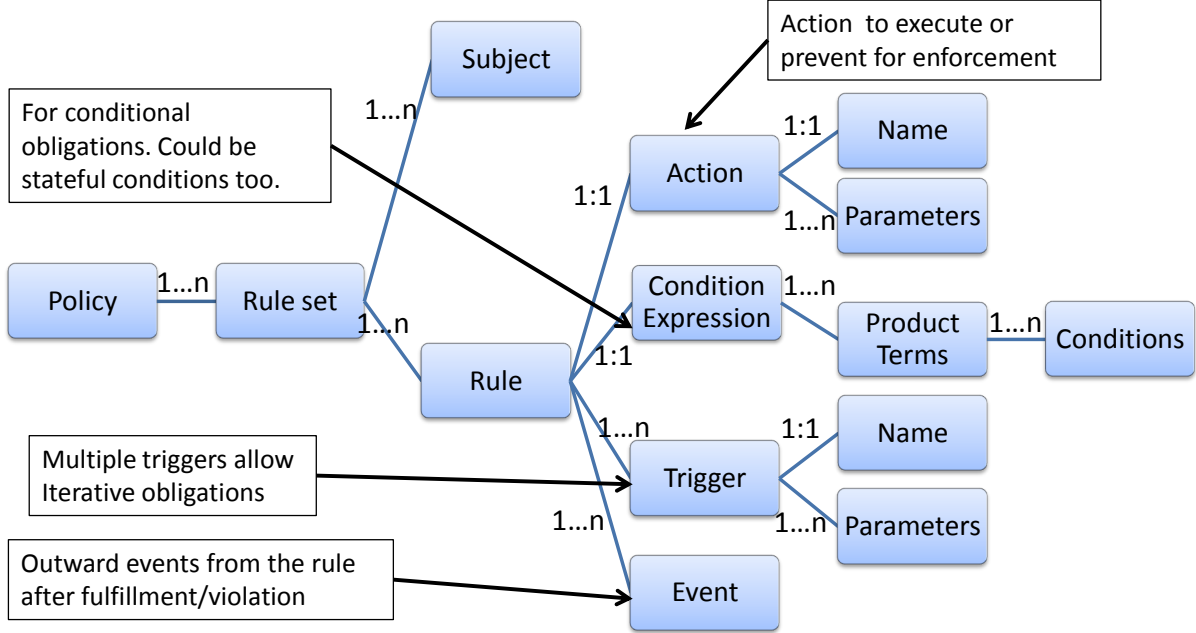 Action  to execute or
prevent for enforcement
Subject
For conditional
obligations. Could be
stateful conditions too.
1…n
1:1
Name
Action
1:1
1…n
Parameters
Policy
1…n
Rule set
1…n
Condition
Expression
1…n
Product
Terms
1…n
Conditions
1:1
Rule
1…n
1:1
Name
Multiple triggers allow
Iterative obligations
Trigger
1…n
1…n
Parameters
Outward events from the rule
after fulfillment/violation
Event